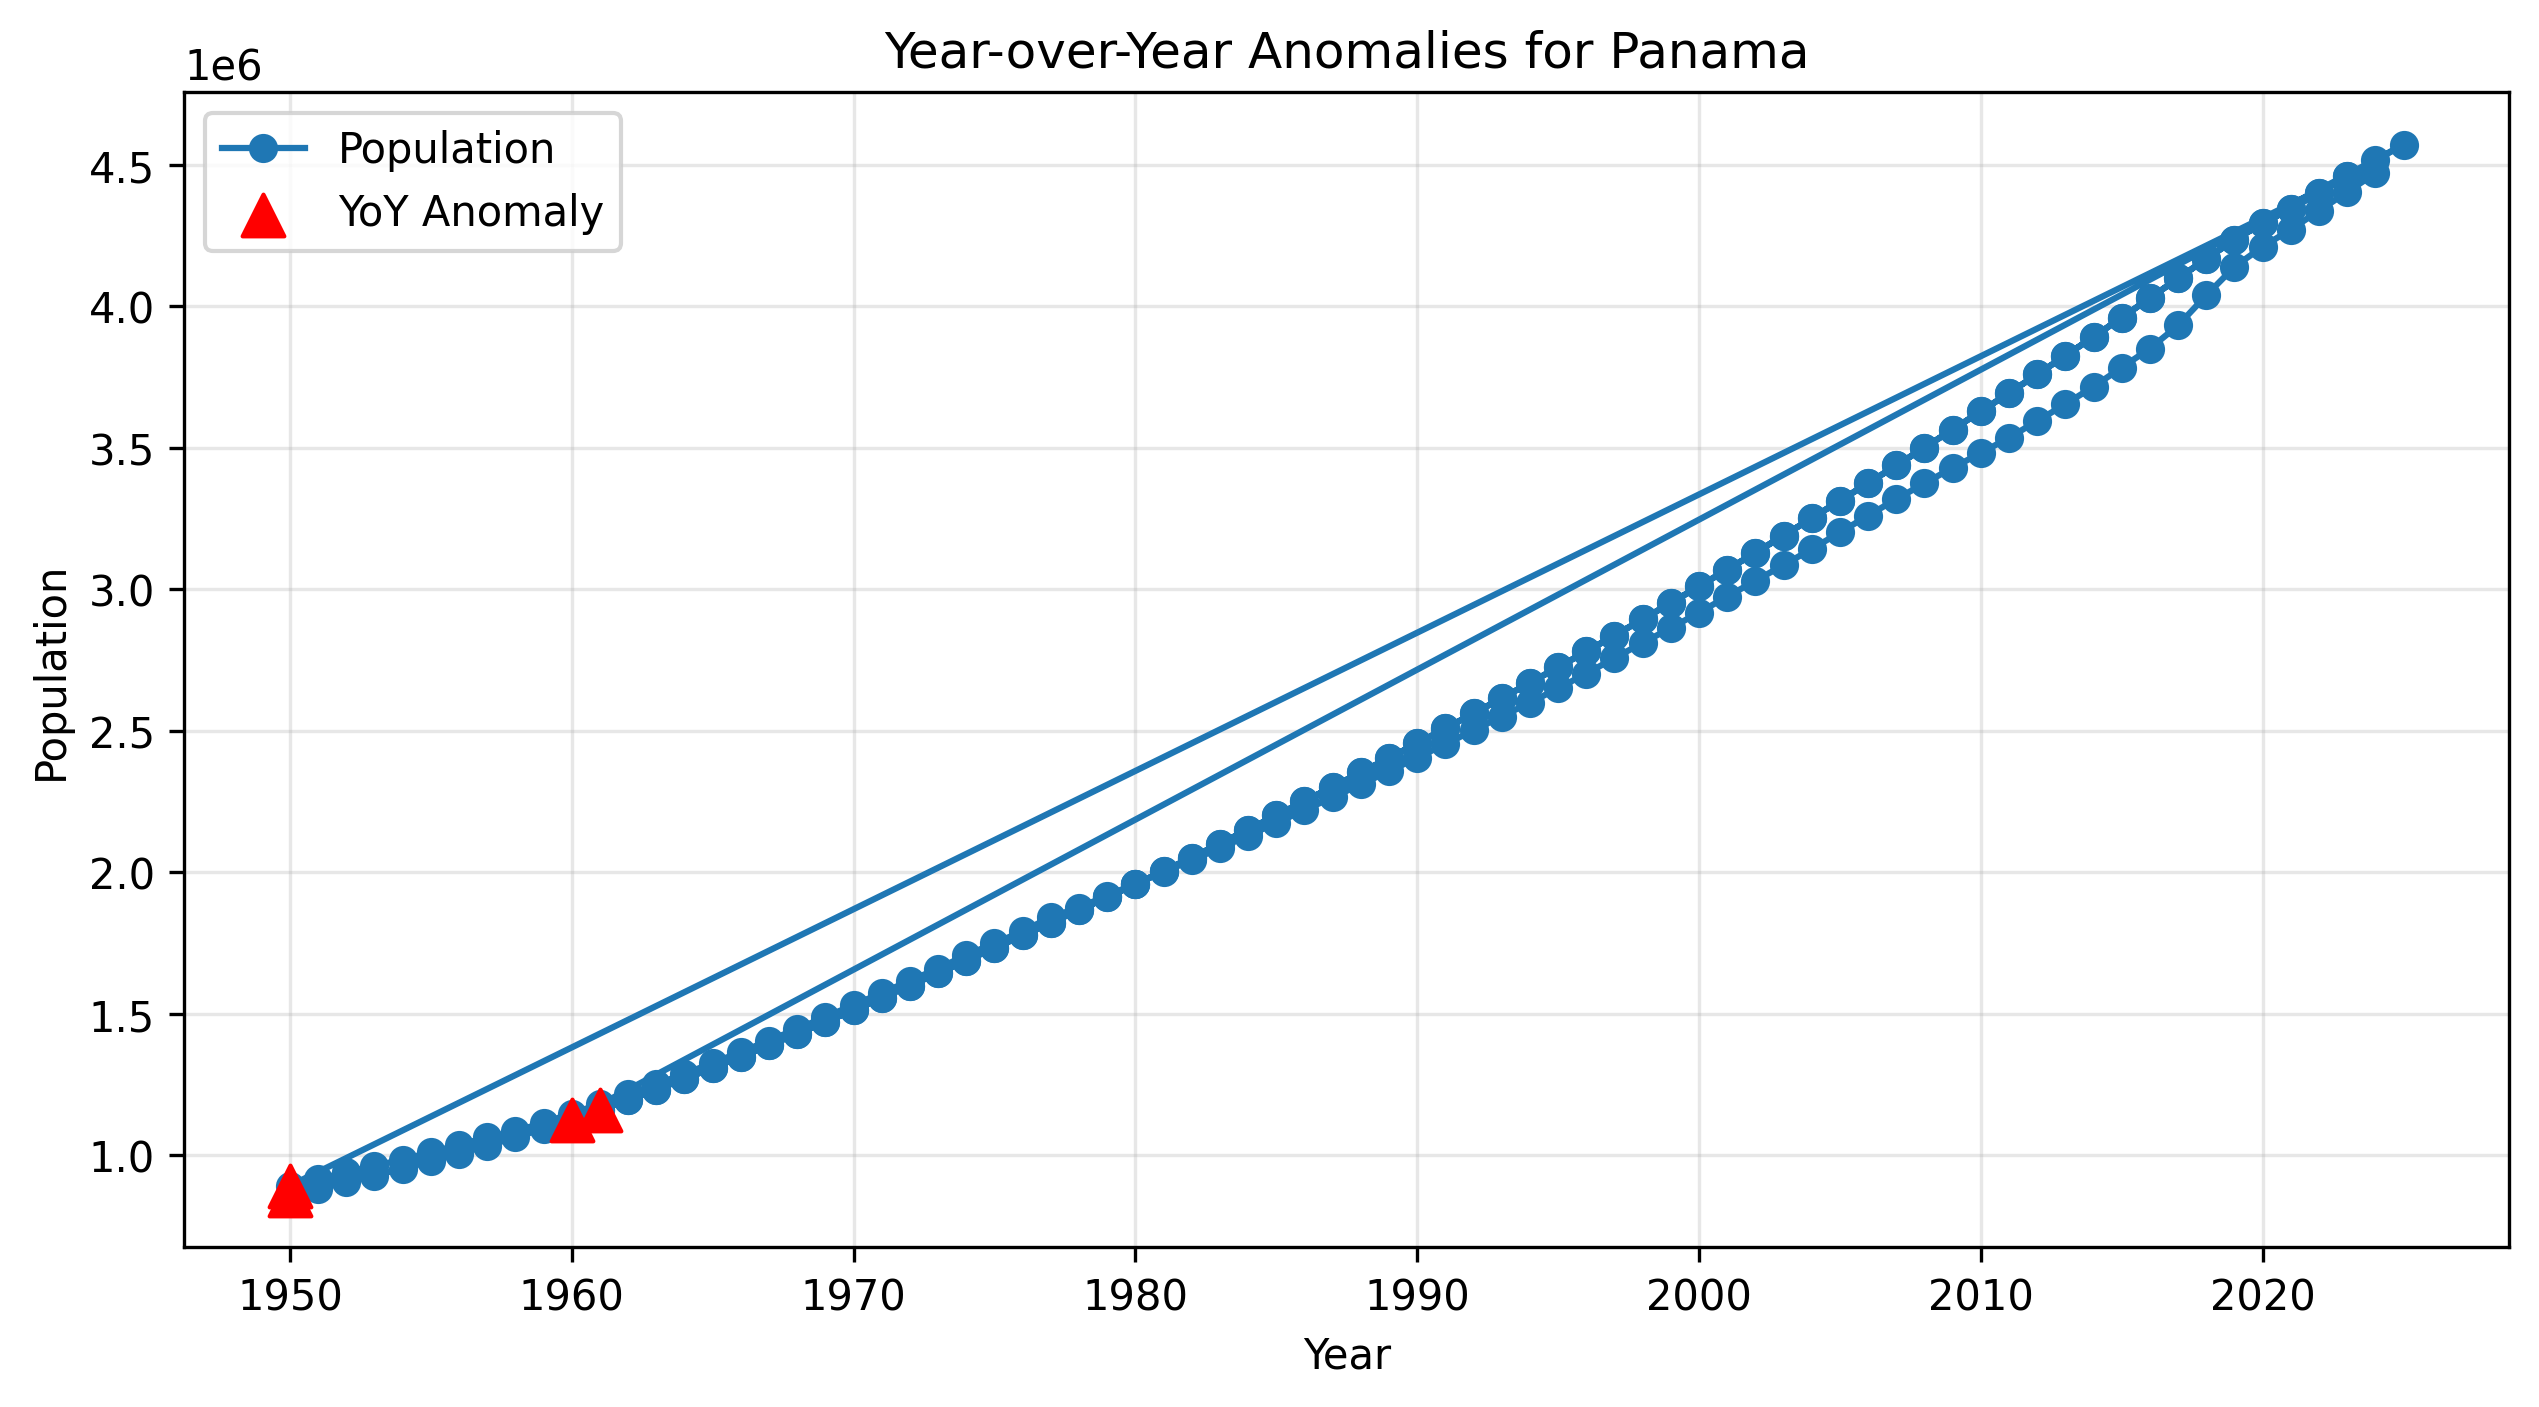 Year-over-Year Anomalies for Panama
1e6
Population
YoY Anomaly
4.5
4.0
3.5
3.0
2.5
2.0
1.5
1.0
Population
1950 1960 1970 1980 1990 2000 2010 2020
Year